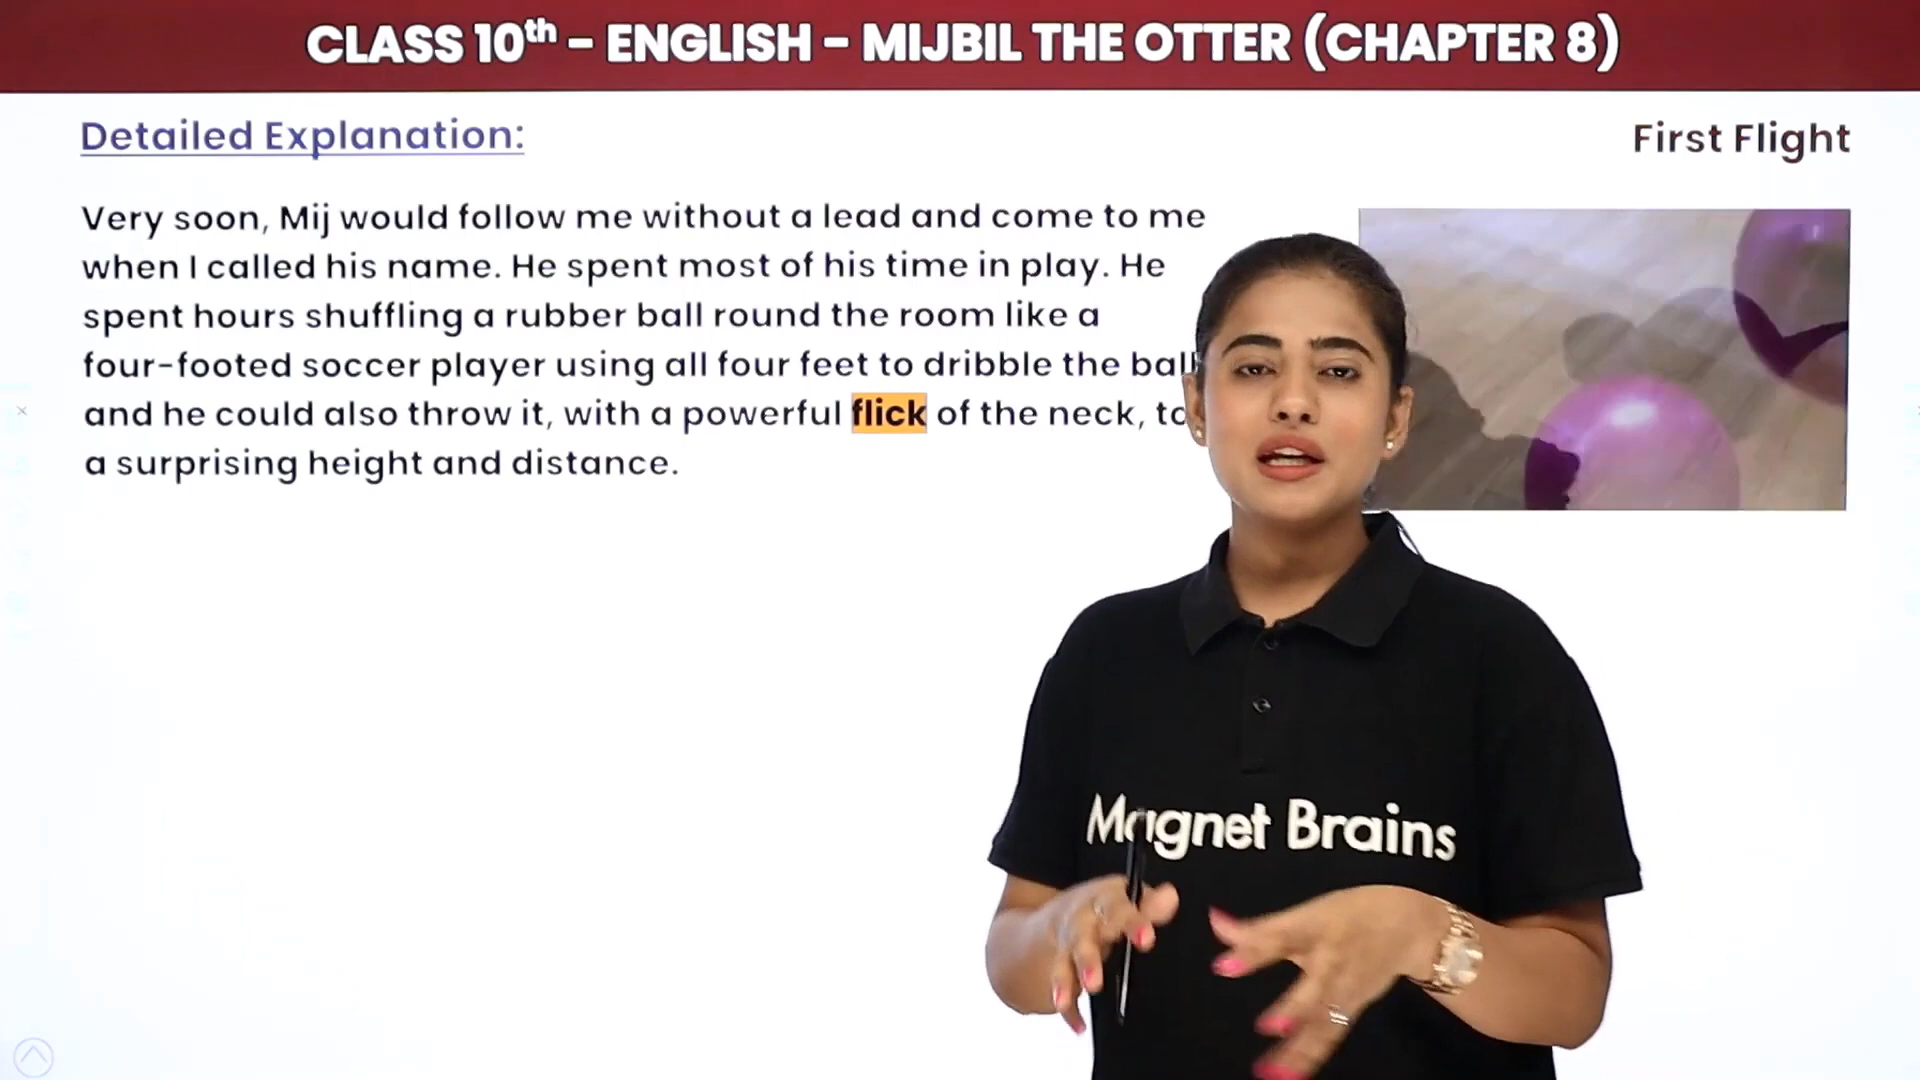 CLASS 10th – ENGLISH – MIJBIL THE OTTER (CHAPTER 8)
Detailed Explanation:
First Flight
Very soon, Mij would follow me without a lead and come to me
when I called his name. He spent most of his time in play. He
spent hours shuffling a rubber ball round the room like a
four-footed soccer player using all four feet to dribble the ball
and he could also throw it, with a powerful flick of the neck, to
a surprising height and distance.
Magnet Brains